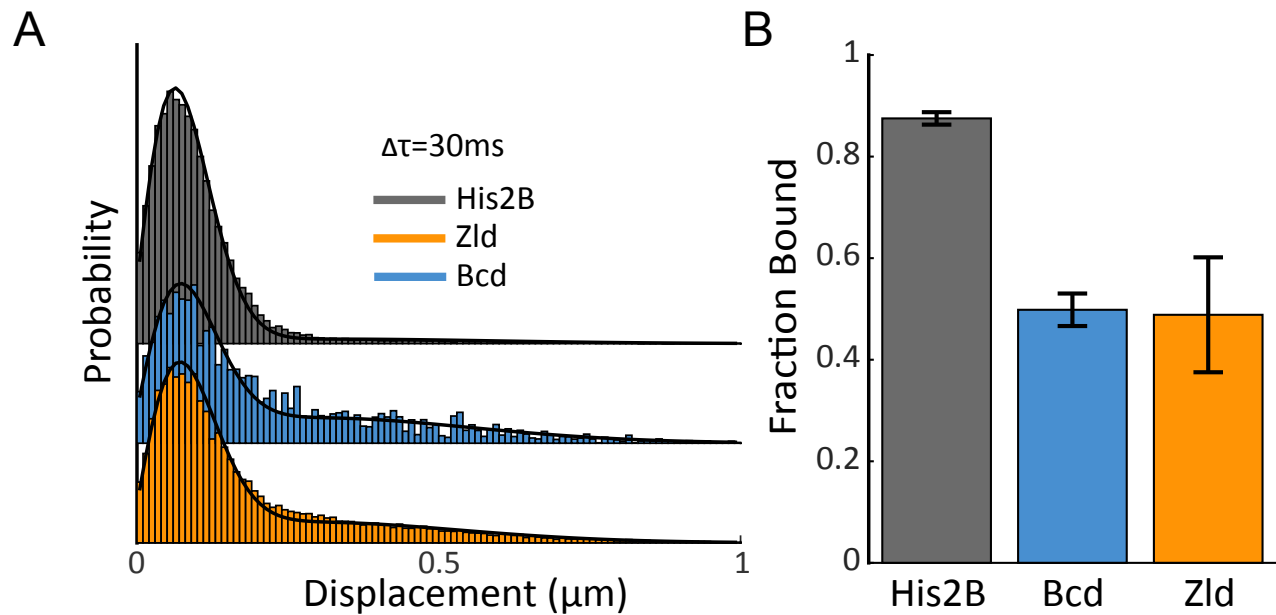 A
Probability
Δτ=30ms
His2B
Zld
Bcd
0
0.5
1
Displacement (μm)
B
Fraction Bound
1
0.8
0.6
0.4
0.2
0
His2B
Bcd
Zld